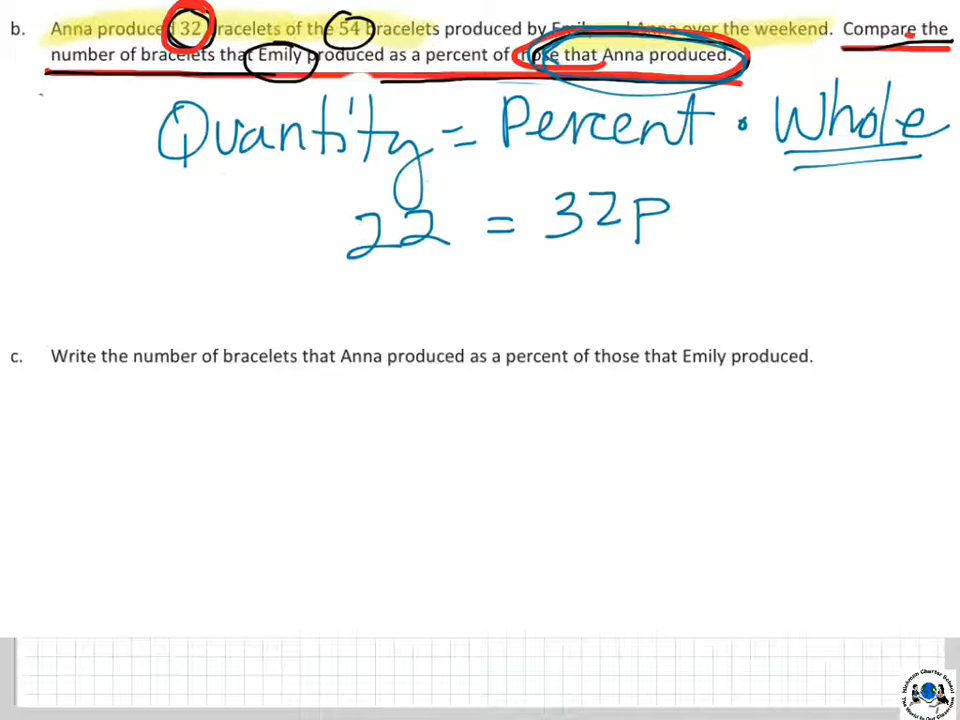 b. Anna produced 32 bracelets of the 54 bracelets produced by Emily and Anna over the weekend. Compare the
number of bracelets that Emily produced as a percent of those that Anna produced.
Quantity = Percent • Whole
22 = 32P
c. Write the number of bracelets that Anna produced as a percent of those that Emily produced.